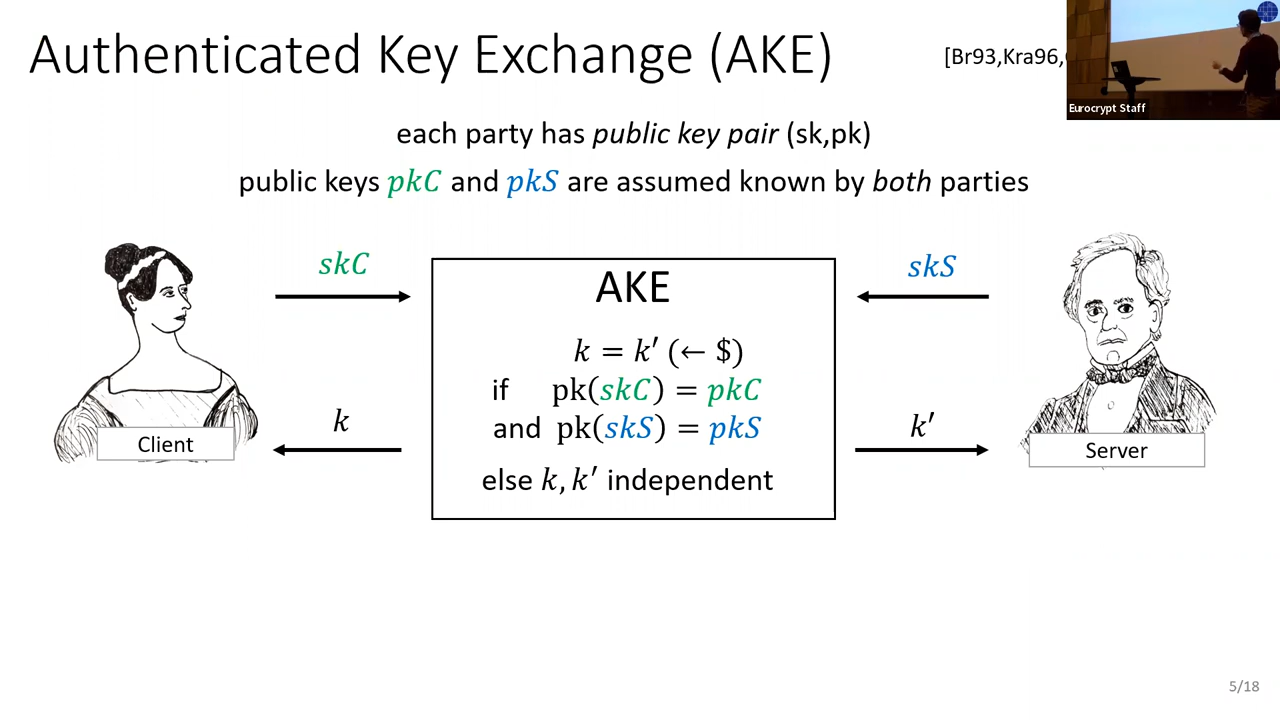 Authenticated Key Exchange (AKE)
[Br93,Kra96,
Eurocrypt Staff
each party has public key pair (sk,pk)
public keys pkC and pkS are assumed known by both parties
skC
skS
AKE
k = k′ (← $)
if pk(skC) = pkC
and pk(skS) = pkS
else k, k′ independent
k
k′
Client
Server
5/18